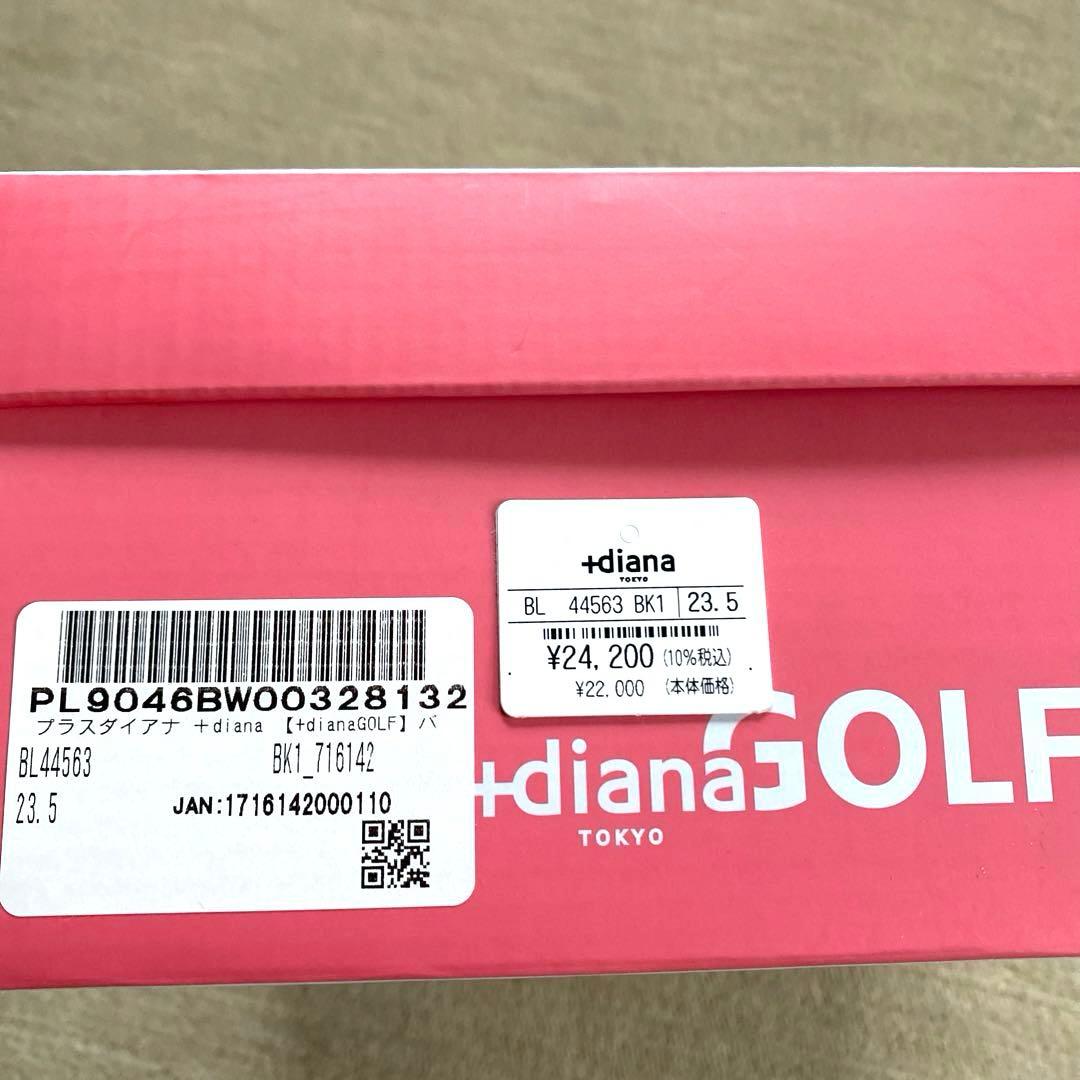 +diana
TOKYO
BL 44563 BK1 23.5
¥24,200 (10%税込)
¥22.000 (本体価格)
PL9046BW00328132
プラスダイアナ +diana 【+dianaGOLF】バ
BL44563 BK1_716142
23.5 JAN:1716142000110
+dianaGOLF
TOKYO